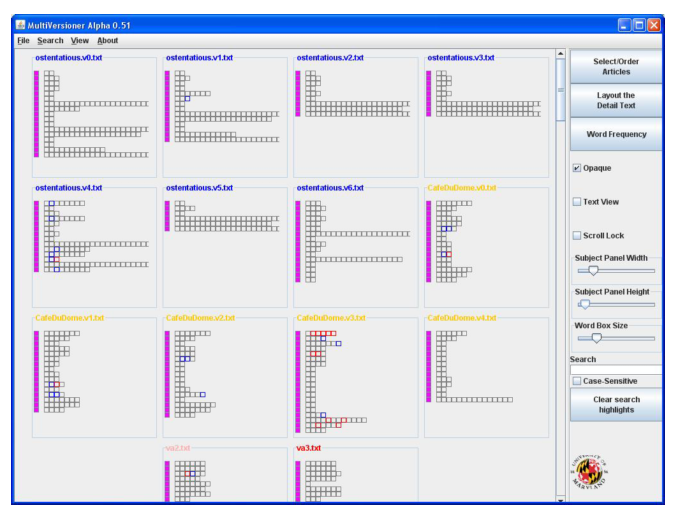 MultiVersioner Alpha 0.51
File Search View About
ostentatious.v0.txt
ostentatious.v1.txt
ostentatious.v2.txt
ostentatious.v3.txt
ostentatious.v4.txt
ostentatious.v5.txt
ostentatious.v6.txt
CafeDuDome.v0.txt
CafeDuDome.v1.txt
CafeDuDome.v2.txt
CafeDuDome.v3.txt
CafeDuDome.v4.txt
va2.txt
va3.txt
Select/Order
Articles
Layout the
Detail Text
Word Frequency
Opaque
Text View
Scroll Lock
Subject Panel Width
Subject Panel Height
Word Box Size
Search
Case-Sensitive
Clear search
highlights
UNIVERSITY OF
MARYLAND